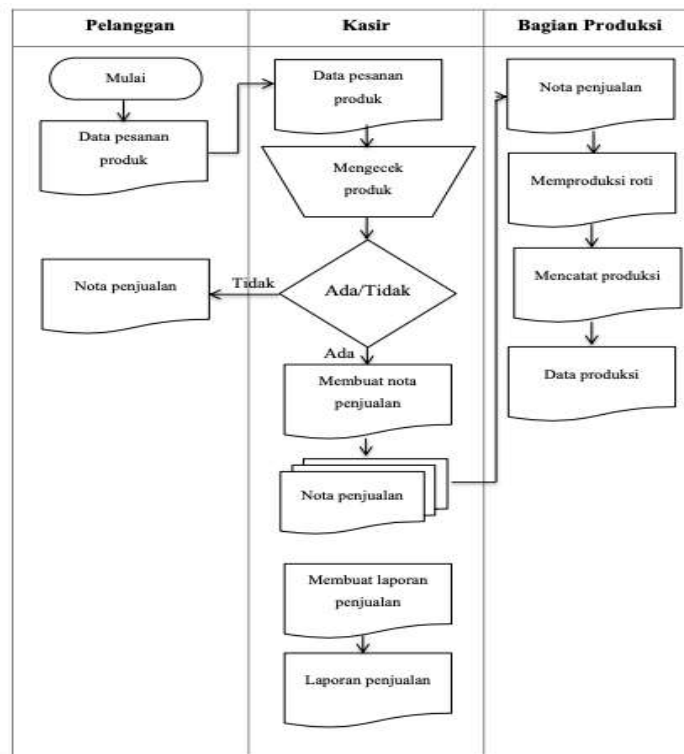 Pelanggan
Kasir
Bagian Produksi
Mulai
Data pesanan
produk
Nota penjualan
Data pesanan
produk
Mengecek
produk
Tidak
Ada/Tidak
Ada
Membuat nota
penjualan
Nota penjualan
Membuat laporan
penjualan
Laporan penjualan
Nota penjualan
Memproduksi roti
Mencatat produksi
Data produksi